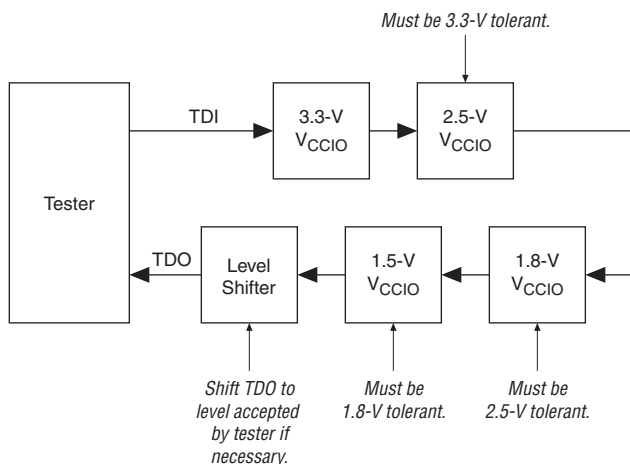 Must be 3.3-V tolerant.
Tester
TDI
3.3-V
VCCIO
2.5-V
VCCIO
TDO
Level
Shifter
1.5-V
VCCIO
1.8-V
VCCIO
Shift TDO to
level accepted
by tester if
necessary.
Must be
1.8-V tolerant.
Must be
2.5-V tolerant.